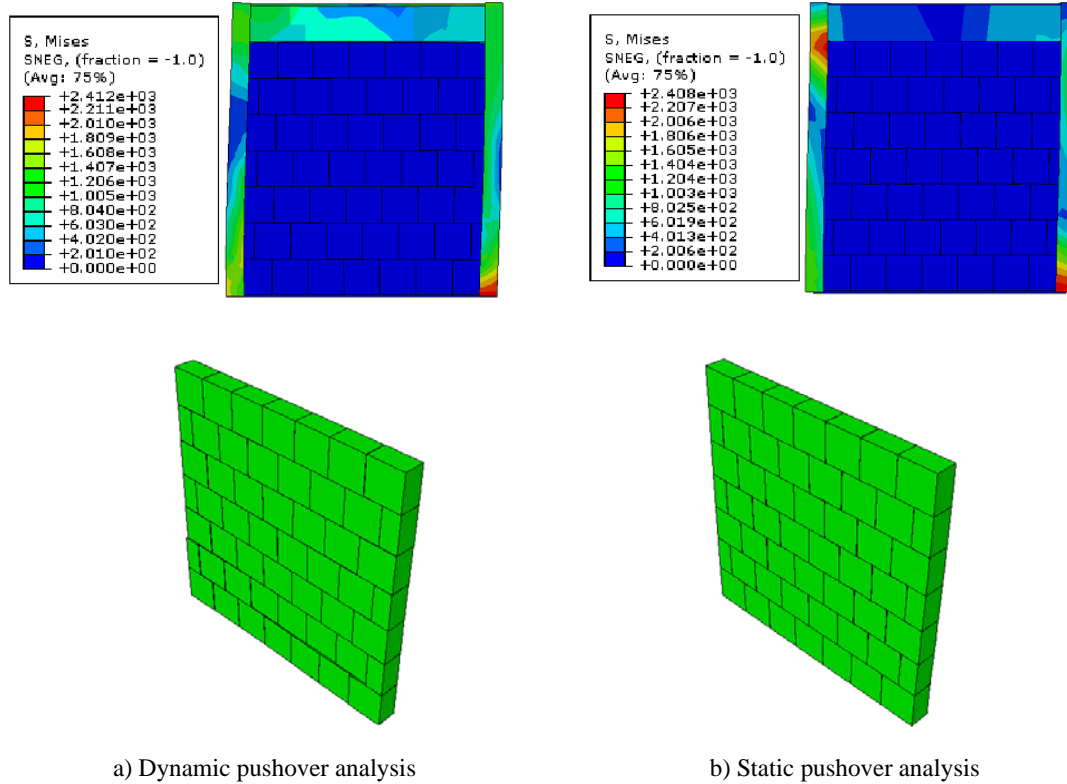 S, Mises
SNEG, (fraction = -1.0)
(Avg: 75%)
+2.412e+03
+2.211e+03
+2.010e+03
+1.809e+03
+1.608e+03
+1.407e+03
+1.206e+03
+1.005e+03
+8.040e+02
+6.030e+02
+4.020e+02
+2.010e+02
+0.000e+00
S, Mises
SNEG, (fraction = -1.0)
(Avg: 75%)
+2.408e+03
+2.207e+03
+2.006e+03
+1.806e+03
+1.605e+03
+1.404e+03
+1.204e+03
+1.003e+03
+8.025e+02
+6.019e+02
+4.013e+02
+2.006e+02
+0.000e+00
a) Dynamic pushover analysis
b) Static pushover analysis